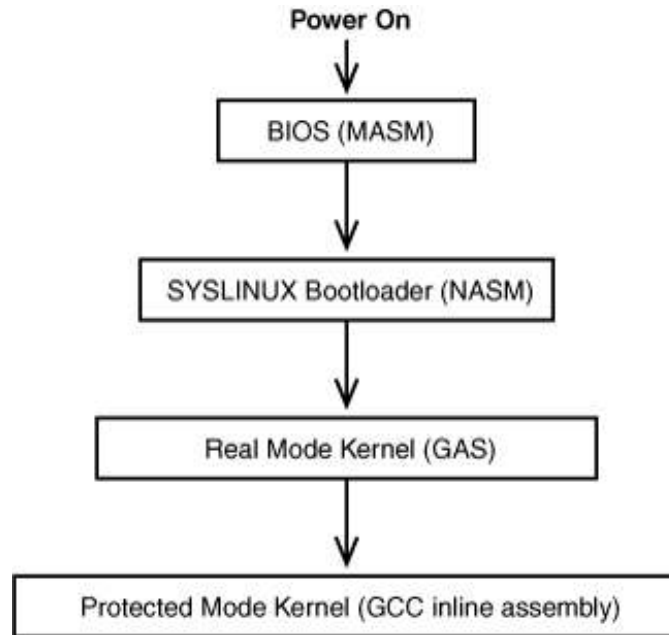 Power On
BIOS (MASM)
SYSLINUX Bootloader (NASM)
Real Mode Kernel (GAS)
Protected Mode Kernel (GCC inline assembly)